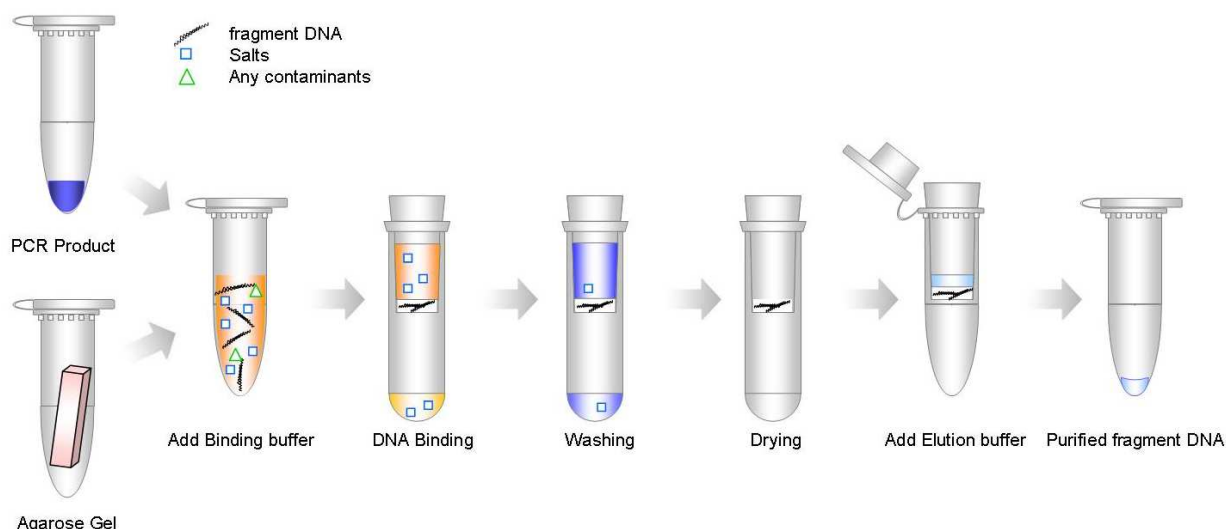 fragment DNA
Salts
Any contaminants
PCR Product
Agarose Gel
Add Binding buffer
DNA Binding
Washing
Drying
Add Elution buffer
Purified fragment DNA